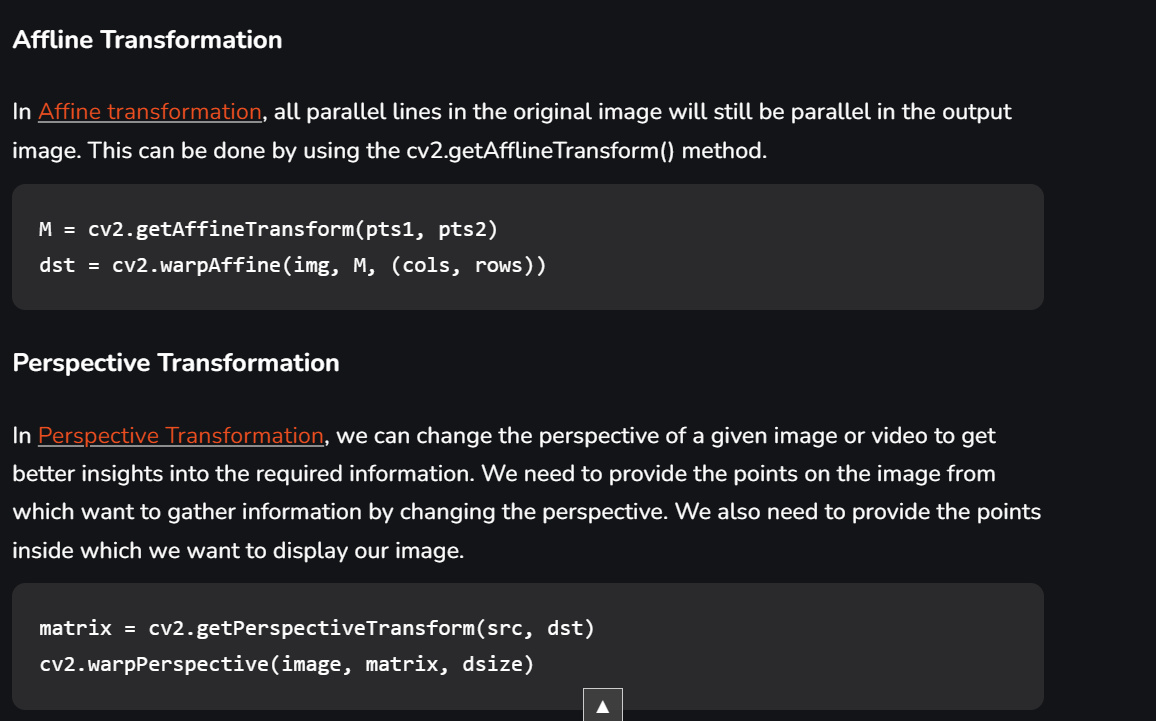 Affline Transformation
In Affine transformation, all parallel lines in the original image will still be parallel in the output
image. This can be done by using the cv2.getAfflineTransform() method.
M = cv2.getAffineTransform(pts1, pts2)
dst = cv2.warpAffine(img, M, (cols, rows))
Perspective Transformation
In Perspective Transformation, we can change the perspective of a given image or video to get
better insights into the required information. We need to provide the points on the image from
which want to gather information by changing the perspective. We also need to provide the points
inside which we want to display our image.
matrix = cv2.getPerspectiveTransform(src, dst)
cv2.warpPerspective(image, matrix, dsize)